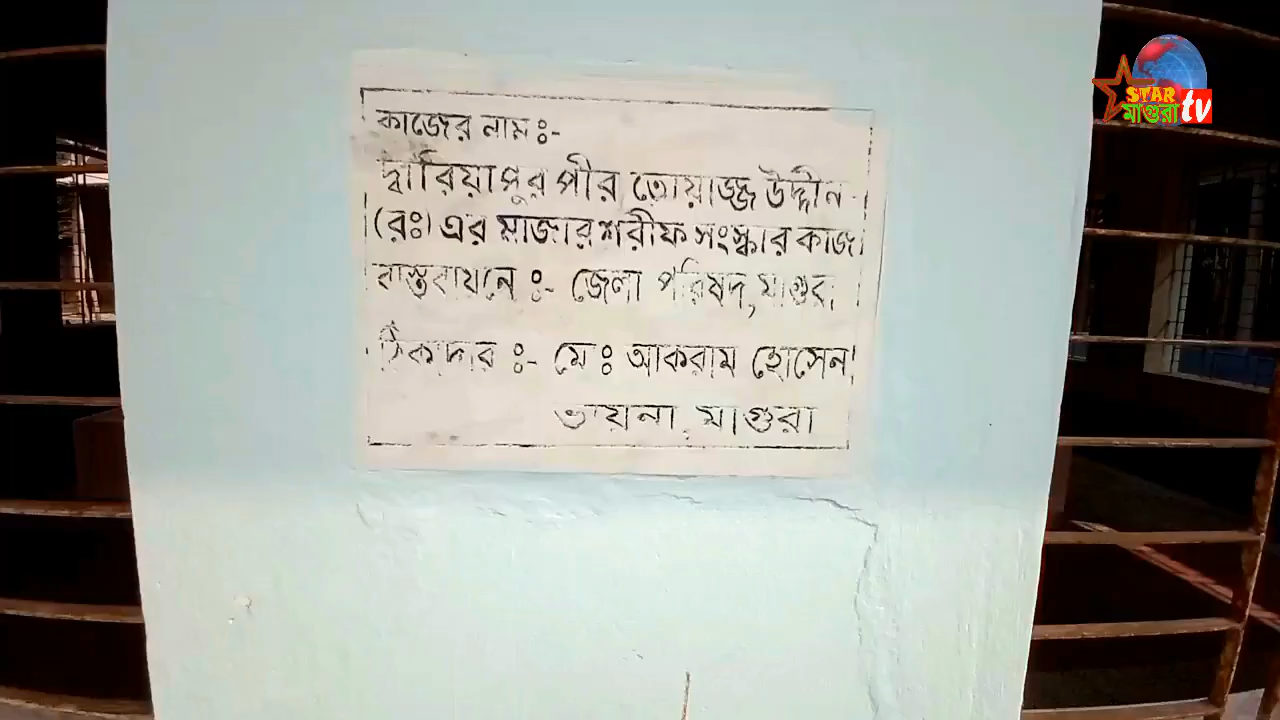 কাজের নাম ঃ-
দ্বারিয়াপুর পীর তোয়াজ্জ উদ্দীন
(রঃ) এর মাজার শরীফ সংস্কার কাজ।
বাস্তবায়নে ঃ- জেলা পরিষদ, মাগুরা
ঠিকাদার ঃ- মোঃ আকরাম হোসেন।
ভায়না, মাগুরা
STAR
মাগুরা tv